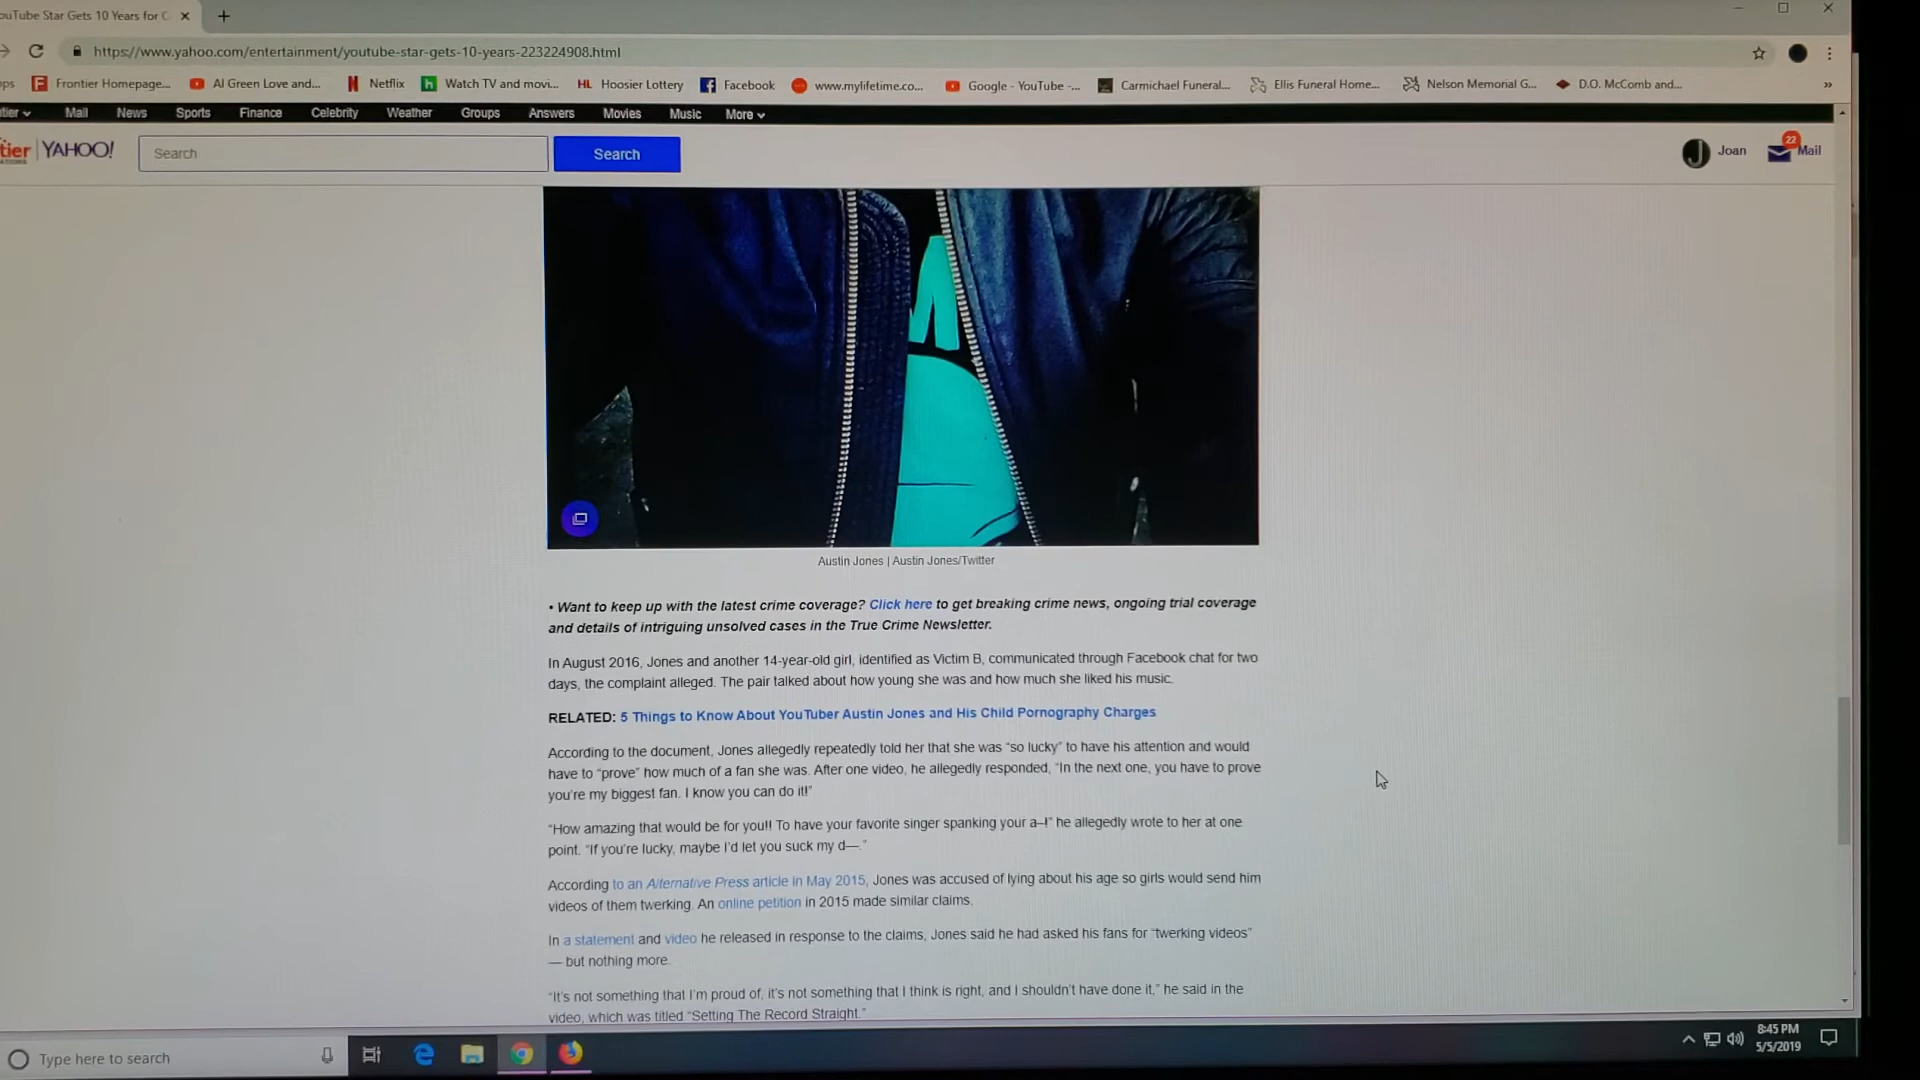 ouTube Star Gets 10 Years for C
https://www.yahoo.com/entertainment/youtube-star-gets-10-years-223224908.html
ps Frontier Homepage... Al Green Love and... Netflix Watch TV and movi... HL Hoosier Lottery Facebook www.mylifetime.co... Google - YouTube -... Carmichael Funeral... Ellis Funeral Home... Nelson Memorial G... D.O. McComb and... »
tier Mail News Sports Finance Celebrity Weather Groups Answers Movies Music More
tier YAHOO! Search Search J Joan 22 Mail
Austin Jones | Austin Jones/Twitter
• Want to keep up with the latest crime coverage? Click here to get breaking crime news, ongoing trial coverage
and details of intriguing unsolved cases in the True Crime Newsletter.
In August 2016, Jones and another 14-year-old girl, identified as Victim B, communicated through Facebook chat for two
days, the complaint alleged. The pair talked about how young she was and how much she liked his music.
RELATED: 5 Things to Know About YouTuber Austin Jones and His Child Pornography Charges
According to the document, Jones allegedly repeatedly told her that she was “so lucky” to have his attention and would
have to “prove” how much of a fan she was. After one video, he allegedly responded, “In the next one, you have to prove
you’re my biggest fan. I know you can do it!”
“How amazing that would be for you!! To have your favorite singer spanking your a–!” he allegedly wrote to her at one
point. “If you’re lucky, maybe I’d let you suck my d—.”
According to an Alternative Press article in May 2015, Jones was accused of lying about his age so girls would send him
videos of them twerking. An online petition in 2015 made similar claims.
In a statement and video he released in response to the claims, Jones said he had asked his fans for “twerking videos”
— but nothing more.
“It’s not something that I’m proud of, it’s not something that I think is right, and I shouldn’t have done it,” he said in the
video, which was titled “Setting The Record Straight.”
Type here to search
8:45 PM
5/5/2019